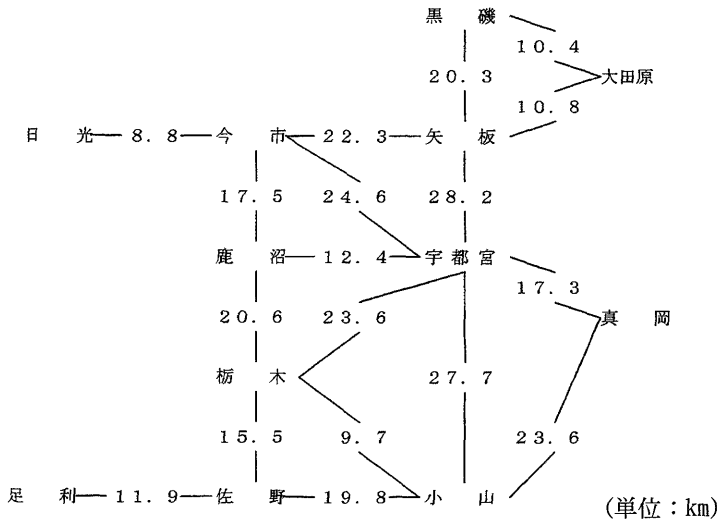 黒磯
10.4
20.3 大田原
10.8
日光 8.8 今市 22.3 矢板
17.5 24.6 28.2
鹿沼 12.4 宇都宮
17.3
20.6 23.6 真岡
栃木 27.7
15.5 9.7 23.6
足利 11.9 佐野 19.8 小山
(単位：km)